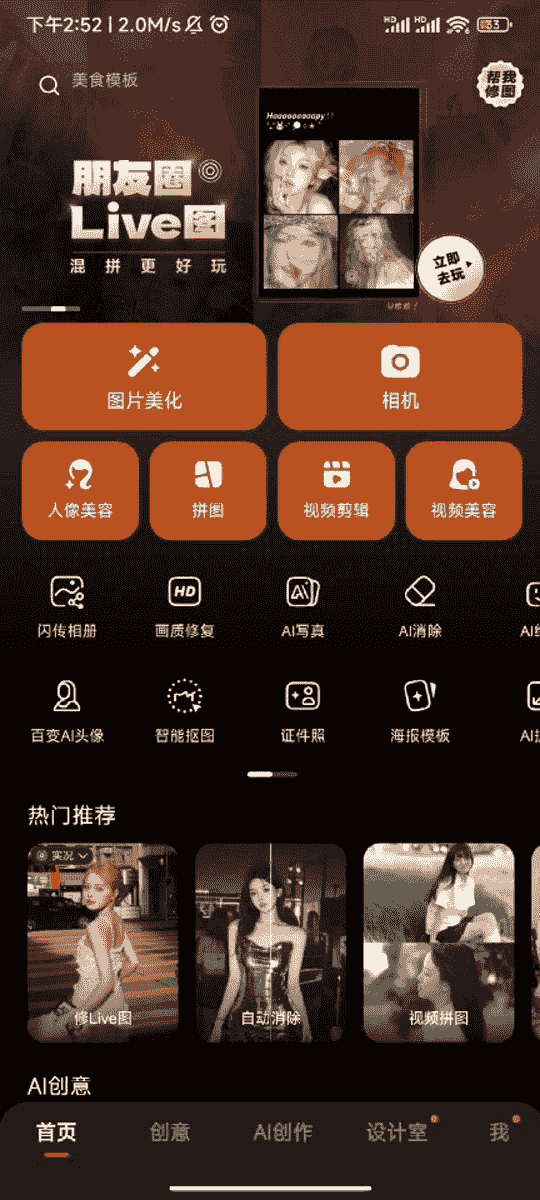 下午2:52 | 2.0M/s
HD HD 33
美食模板
帮我
修图
Haaaaaaaapy!!
朋友圈
Live图
混拼更好玩
立即
去玩
图片美化
相机
人像美容
拼图
视频剪辑
视频美容
闪传相册
画质修复
AI写真
AI消除
百变AI头像
智能抠图
证件照
海报模板
热门推荐
实况
修Live图
自动消除
视频拼图
AI创意
首页
创意
AI创作
设计室
我